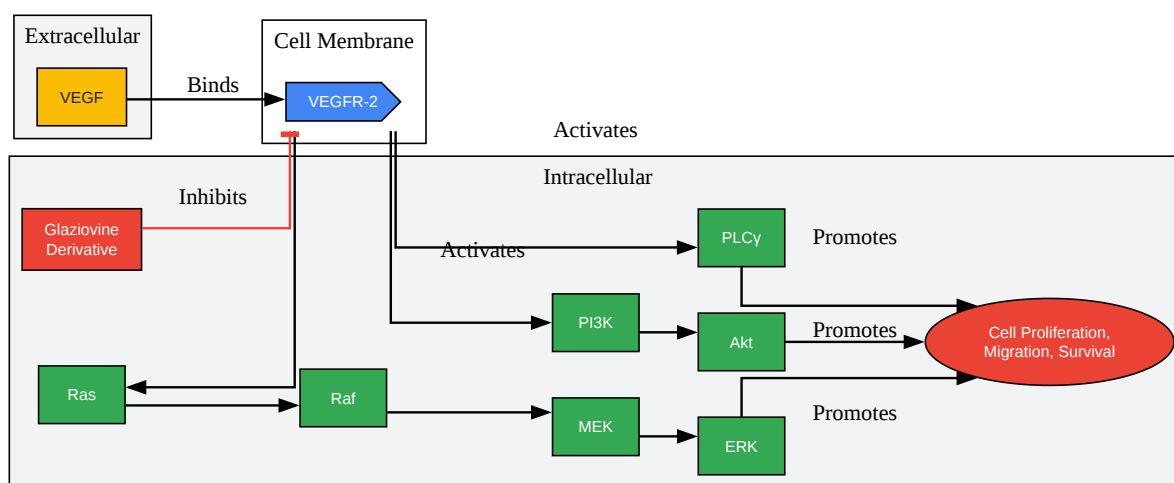 Extracellular
Cell Membrane
VEGF
Binds
VEGFR-2
Activates
Intracellular
Inhibits
Glaziovine
Derivative
Activates
PLCγ
Promotes
PI3K
Akt
Promotes
Cell Proliferation,
Migration, Survival
Ras
Raf
MEK
ERK
Promotes